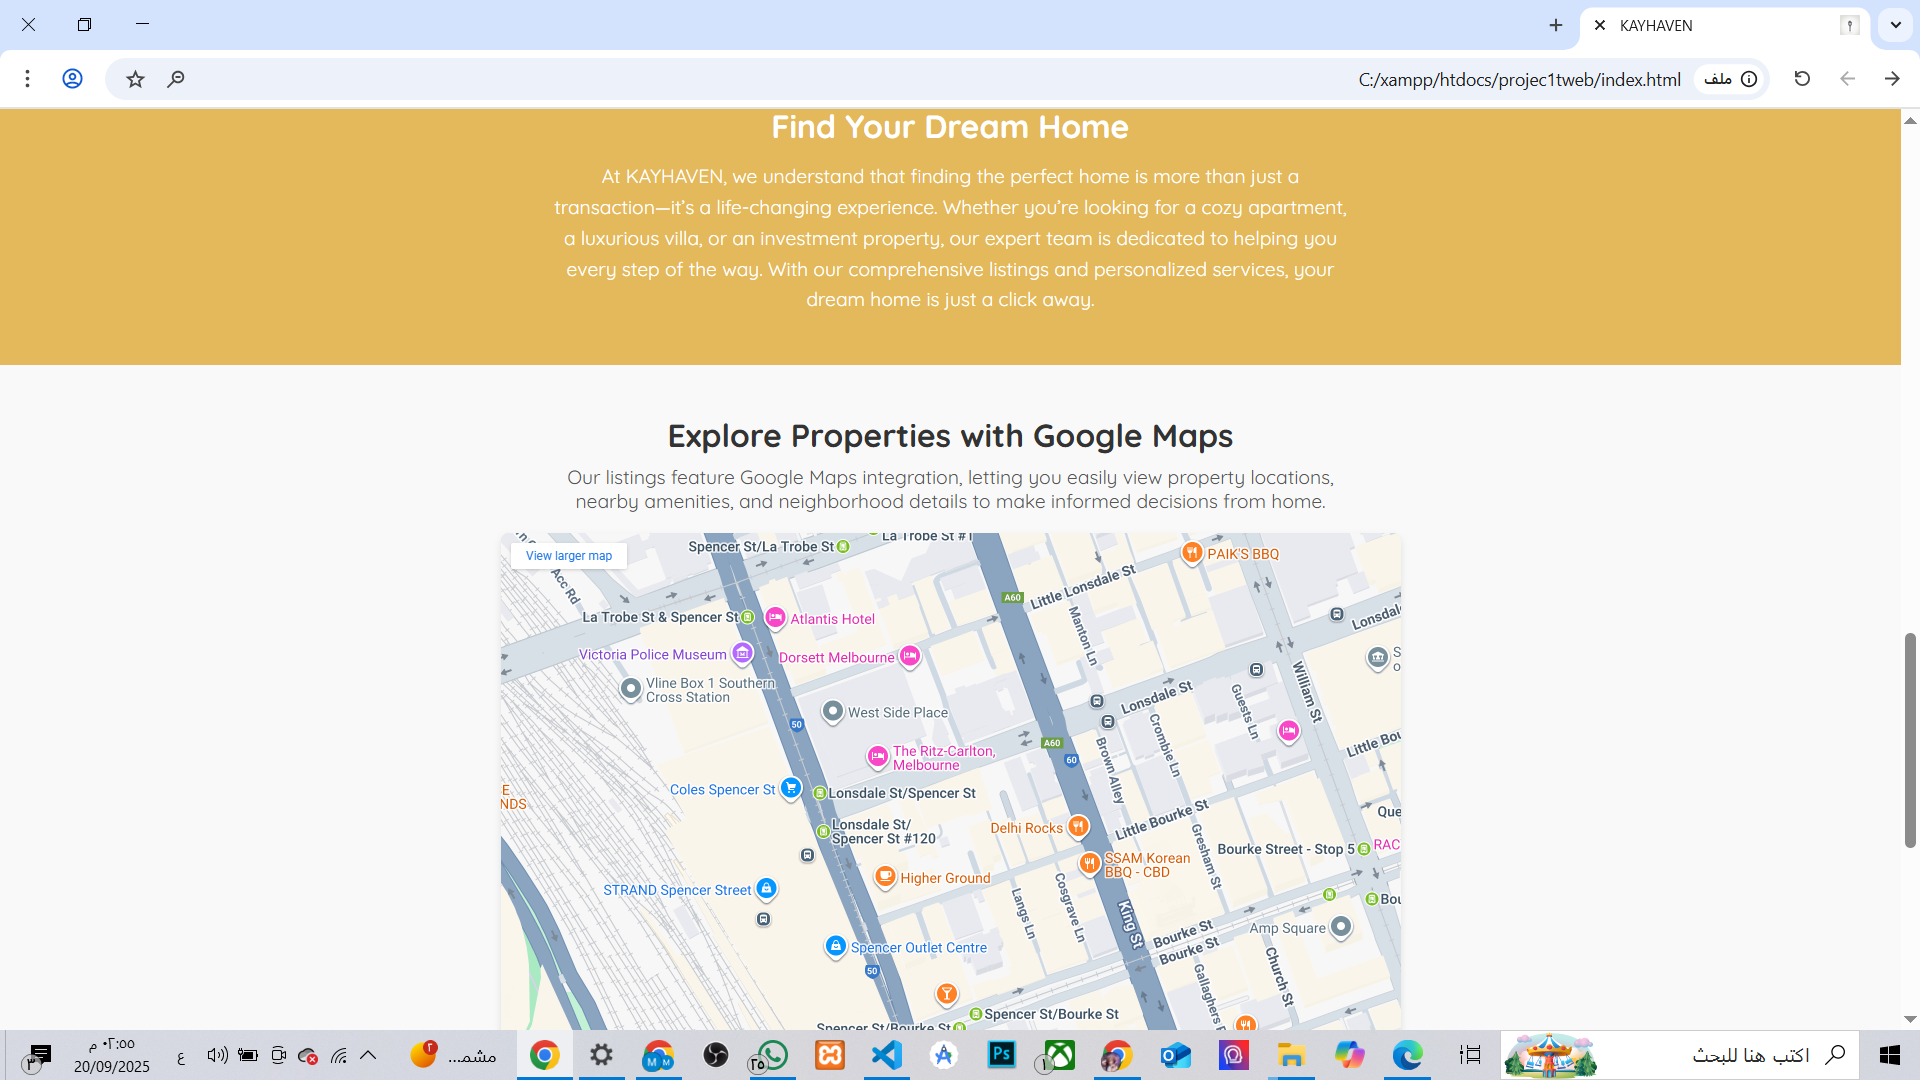 KAYHAVEN
C:/xampp/htdocs/projec1tweb/index.html
ملف
Find Your Dream Home
At KAYHAVEN, we understand that finding the perfect home is more than just a
transaction—it's a life-changing experience. Whether you're looking for a cozy apartment,
a luxurious villa, or an investment property, our expert team is dedicated to helping you
every step of the way. With our comprehensive listings and personalized services, your
dream home is just a click away.
Explore Properties with Google Maps
Our listings feature Google Maps integration, letting you easily view property locations,
nearby amenities, and neighborhood details to make informed decisions from home.
View larger map
Spencer St/La Trobe St
La Trobe St #1
PAIK'S BBQ
Acc Rd
A60
Little Lonsdale St
La Trobe St & Spencer St
Atlantis Hotel
Manton Ln
Lonsdal
Victoria Police Museum
Dorsett Melbourne
Vline Box 1 Southern
Cross Station
William St
Lonsdale St
Guests Ln
West Side Place
50
Crombie Ln
A60
The Ritz-Carlton,
Melbourne
60
Brown Alley
Little Bou
Coles Spencer St
Lonsdale St/Spencer St
E
NDS
Little Bourke St
Que
Lonsdale St/
Spencer St #120
Delhi Rocks
Gresham St
Bourke Street - Stop 5
RAC
SSAM Korean
BBQ - CBD
Higher Ground
STRAND Spencer Street
Langs Ln
Cosgrave Ln
King St
Bou
Amp Square
Bourke St
Bourke St
Spencer Outlet Centre
50
Church St
Gallaghers P
Spencer St/Bourke St
Spencer St/Bourke St
٣
٠٢:٥٥ م
20/09/2025
ع
٢
مشمـ...
M M
٢٥
Ps
١
اكتب هنا للبحث